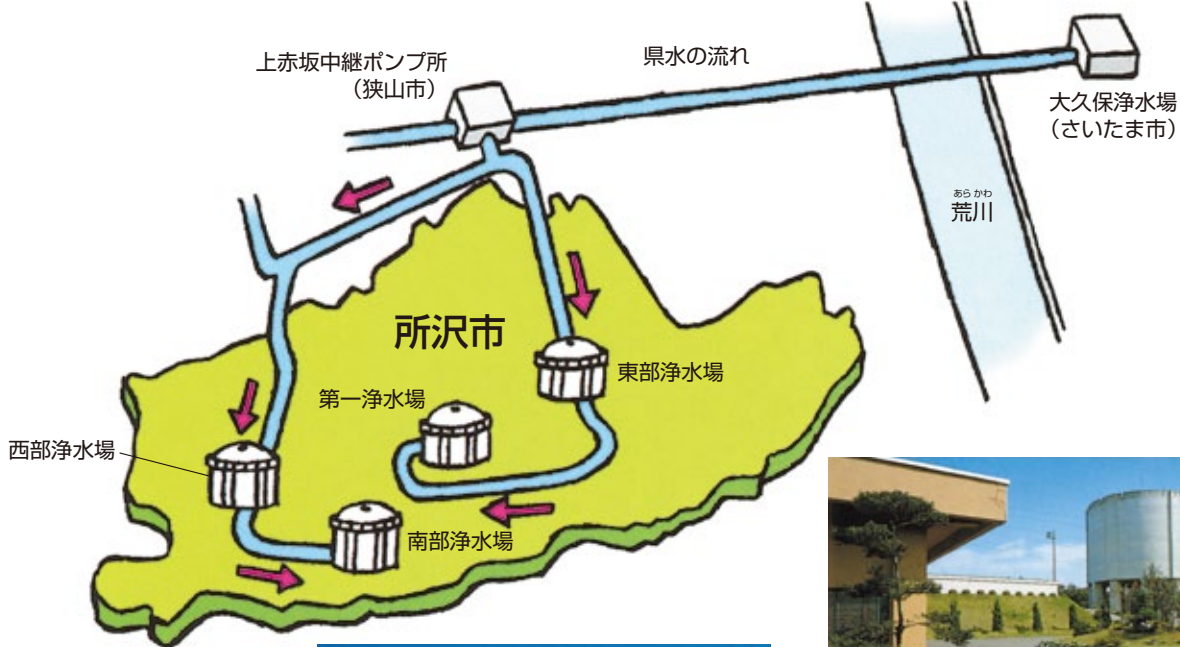 上赤坂中継ポンプ所
（狭山市）
県水の流れ
大久保浄水場
（さいたま市）
あらかわ
荒川
所沢市
東部浄水場
第一浄水場
西部浄水場
南部浄水場